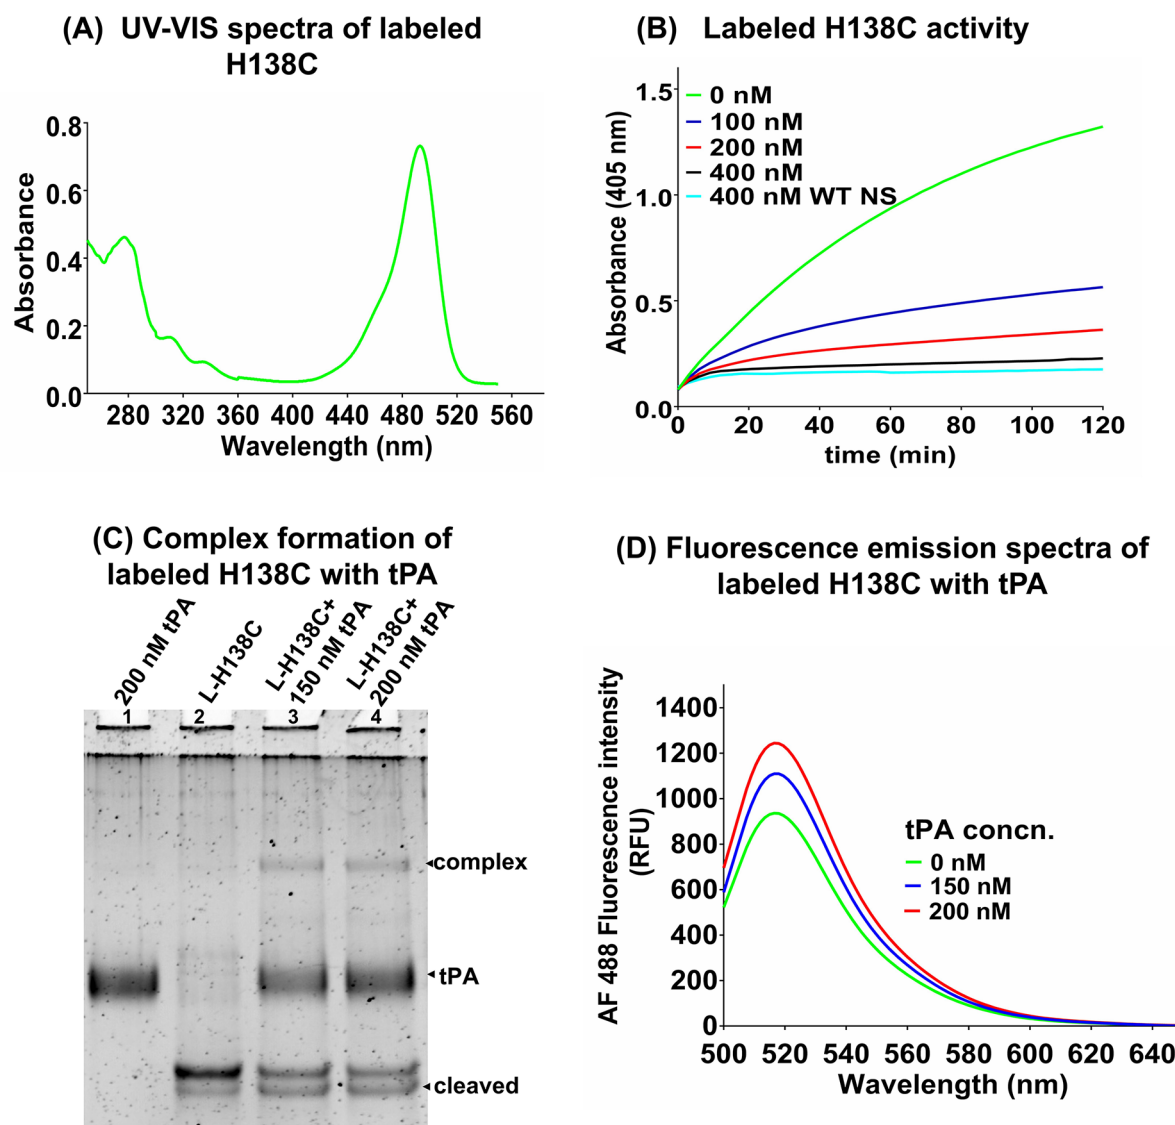 (A) UV-VIS spectra of labeled
H138C
Absorbance
0.8
0.6
0.4
0.2
0.0
280 320 360 400 440 480 520 560
Wavelength (nm)
(B) Labeled H138C activity
Absorbance (405 nm)
1.5
1.0
0.5
0.0
0 nM
100 nM
200 nM
400 nM
400 nM WT NS
0 20 40 60 80 100 120
time (min)
(C) Complex formation of
labeled H138C with tPA
200 nM tPA
L-H138C
L-H138C+
150 nM tPA
L-H138C+
200 nM tPA
1 2 3 4
complex
tPA
cleaved
(D) Fluorescence emission spectra of
labeled H138C with tPA
AF 488 Fluorescence intensity
(RFU)
1400
1200
1000
800
600
400
200
0
tPA concn.
0 nM
150 nM
200 nM
500 520 540 560 580 600 620 640
Wavelength (nm)